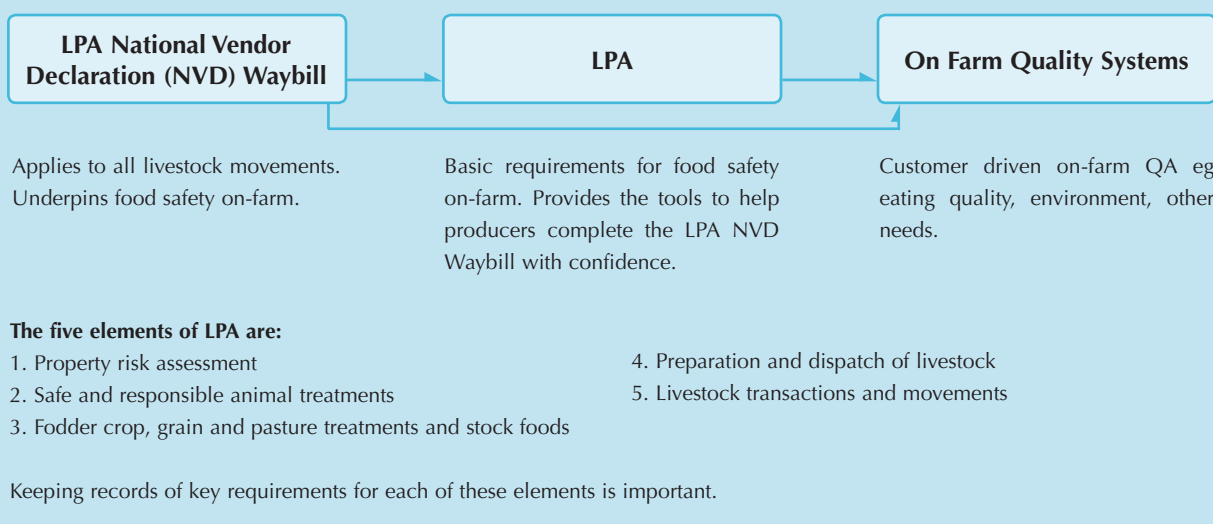 LPA National Vendor
Declaration (NVD) Waybill
LPA
On Farm Quality Systems
Applies to all livestock movements.
Underpins food safety on-farm.
Basic requirements for food safety
on-farm. Provides the tools to help
producers complete the LPA NVD
Waybill with confidence.
Customer driven on-farm QA eg
eating quality, environment, other
needs.
The five elements of LPA are:
1. Property risk assessment
2. Safe and responsible animal treatments
3. Fodder crop, grain and pasture treatments and stock foods
4. Preparation and dispatch of livestock
5. Livestock transactions and movements
Keeping records of key requirements for each of these elements is important.